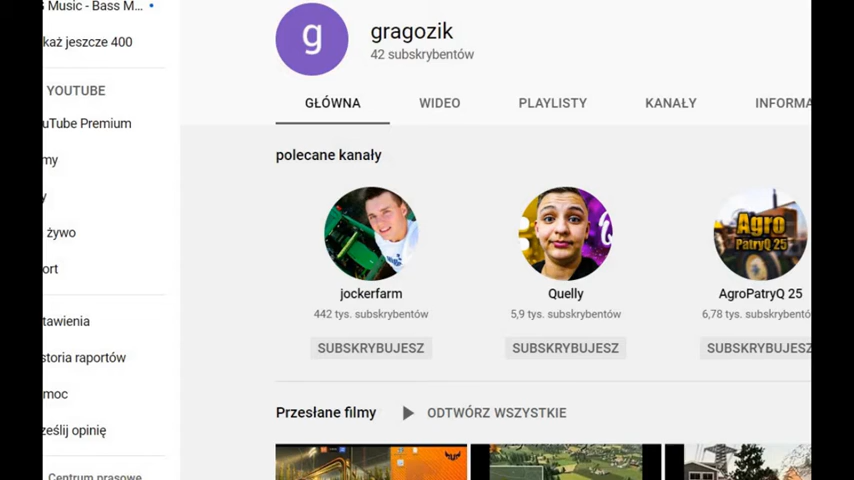 G Music - Bass M...
każ jeszcze 400
YOUTUBE
uTube Premium
my
y
żywo
ort
tawienia
storia raportów
moc
ześlij opinię
Centrum prasowe
g
gragozik
42 subskrybentów
GŁÓWNA WIDEO PLAYLISTY KANAŁY INFORMA
polecane kanały
Agro
PatryQ 25
jockerfarm Quelly AgroPatryQ 25
442 tys. subskrybentów 5,9 tys. subskrybentów 6,78 tys. subskrybentó
SUBSKRYBUJESZ SUBSKRYBUJESZ SUBSKRYBUJESZ
Przesłane filmy ODTWÓRZ WSZYSTKIE